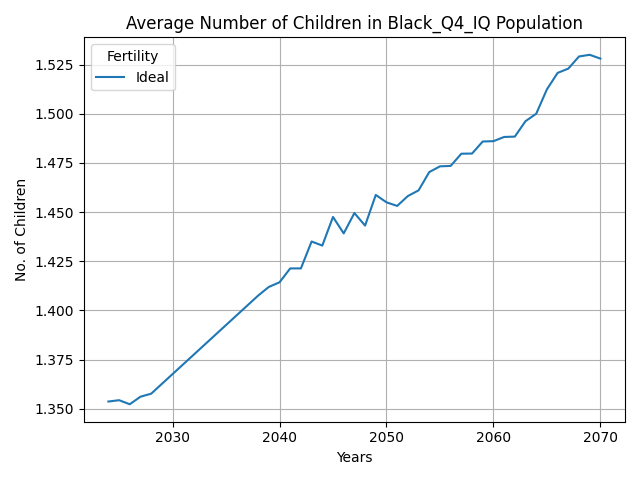 Average Number of Children in Black_Q4_IQ Population
Fertility
Ideal
1.525
1.500
1.475
1.450
1.425
1.400
1.375
1.350
No. of Children
2030 2040 2050 2060 2070
Years